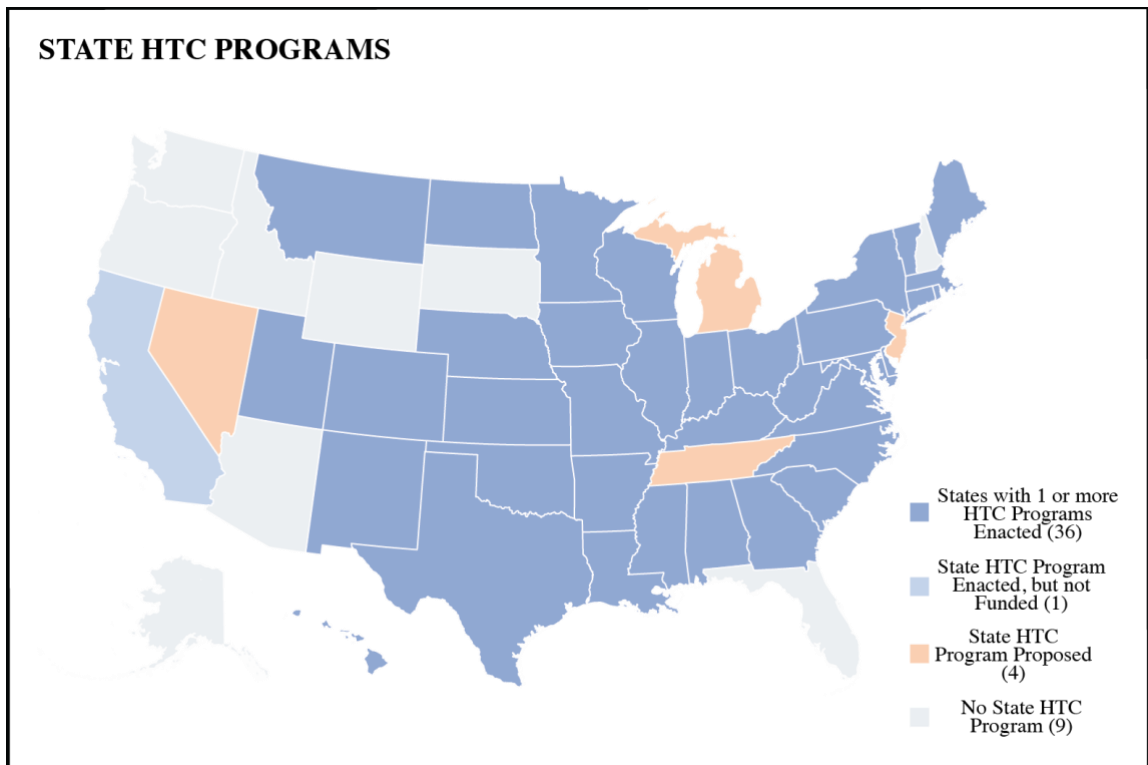 STATE HTC PROGRAMS
States with 1 or more
HTC Programs
Enacted (36)
State HTC Program
Enacted, but not
Funded (1)
State HTC
Program Proposed
(4)
No State HTC
Program (9)